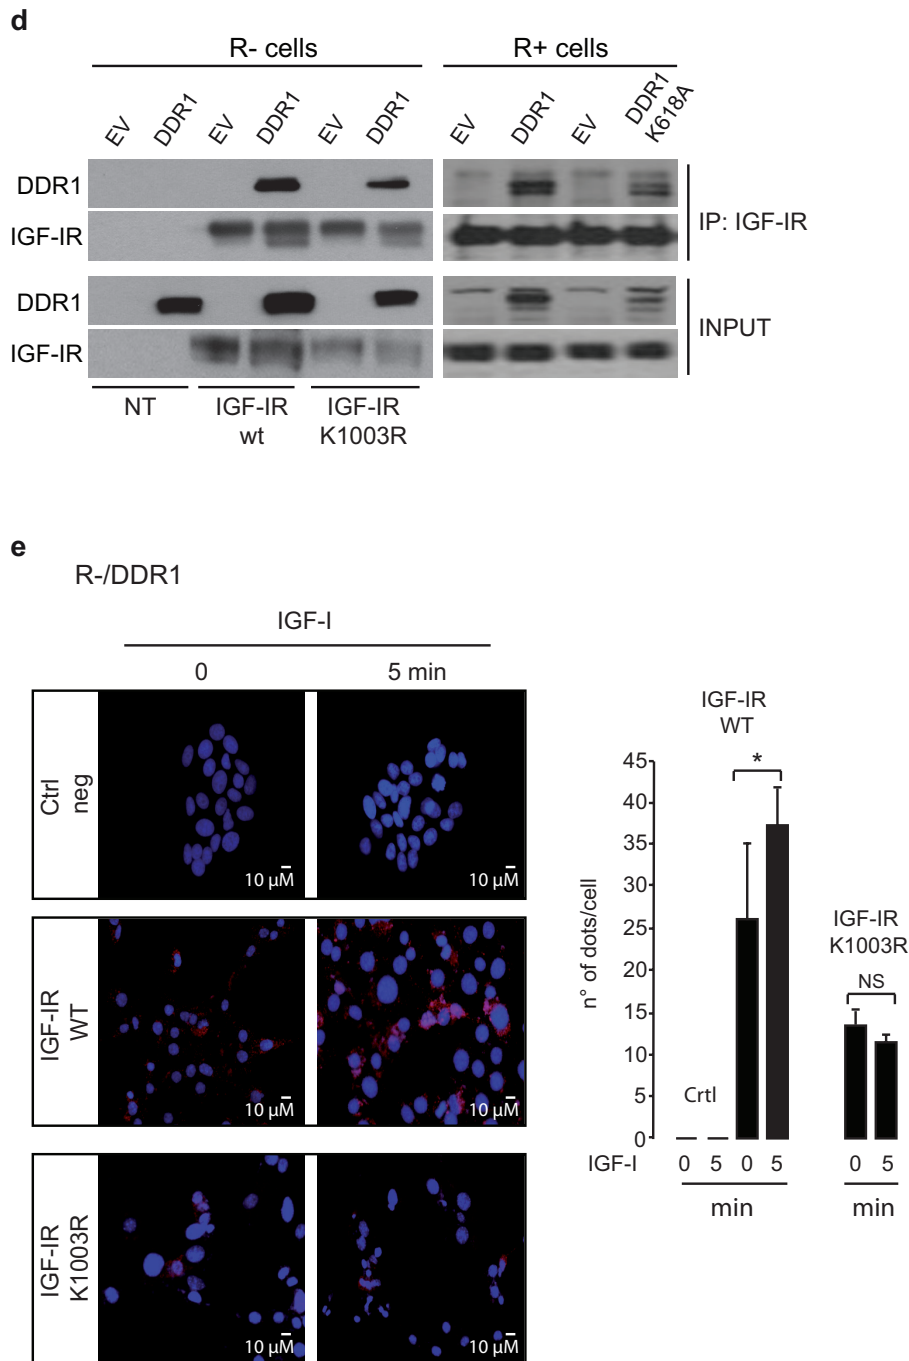 d
R- cells
R+ cells
EV
DDR1
EV
DDR1
EV
DDR1
EV
DDR1
EV
DDR1
K618A
DDR1
IGF-IR
IP: IGF-IR
DDR1
IGF-IR
INPUT
NT
IGF-IR
wt
IGF-IR
K1003R
e
R-/DDR1
IGF-I
0
5 min
Ctrl
neg
10 µM
10 µM
IGF-IR
WT
10 µM
10 µM
IGF-IR
K1003R
10 µM
10 µM
IGF-IR
WT
*
45
40
35
30
25
20
15
10
5
0
n° of dots/cell
IGF-IR
K1003R
NS
Crtl
IGF-I
0 5 0 5
0 5
min
min